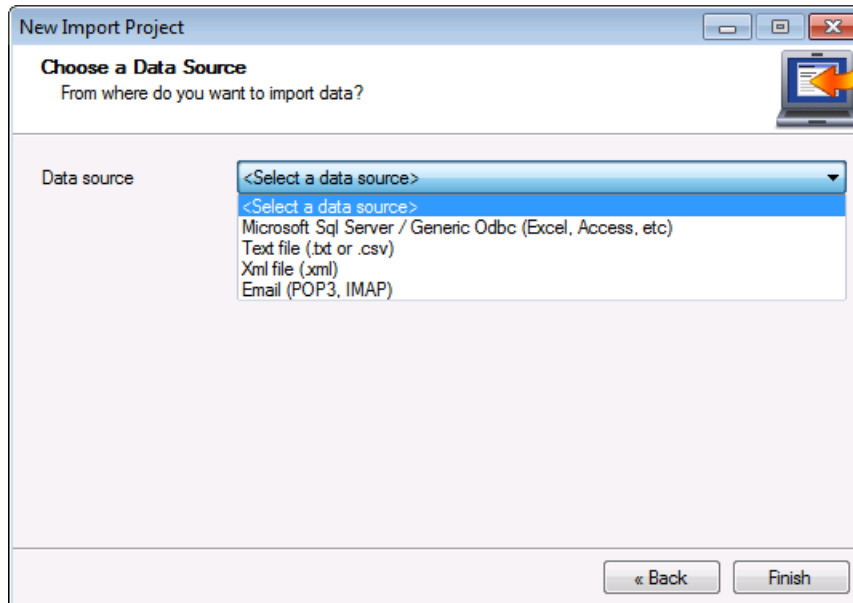 New Import Project
Choose a Data Source
From where do you want to import data?
Data source
<Select a data source>
<Select a data source>
Microsoft Sql Server / Generic Odbc (Excel, Access, etc)
Text file (.txt or .csv)
Xml file (.xml)
Email (POP3, IMAP)
« Back
Finish